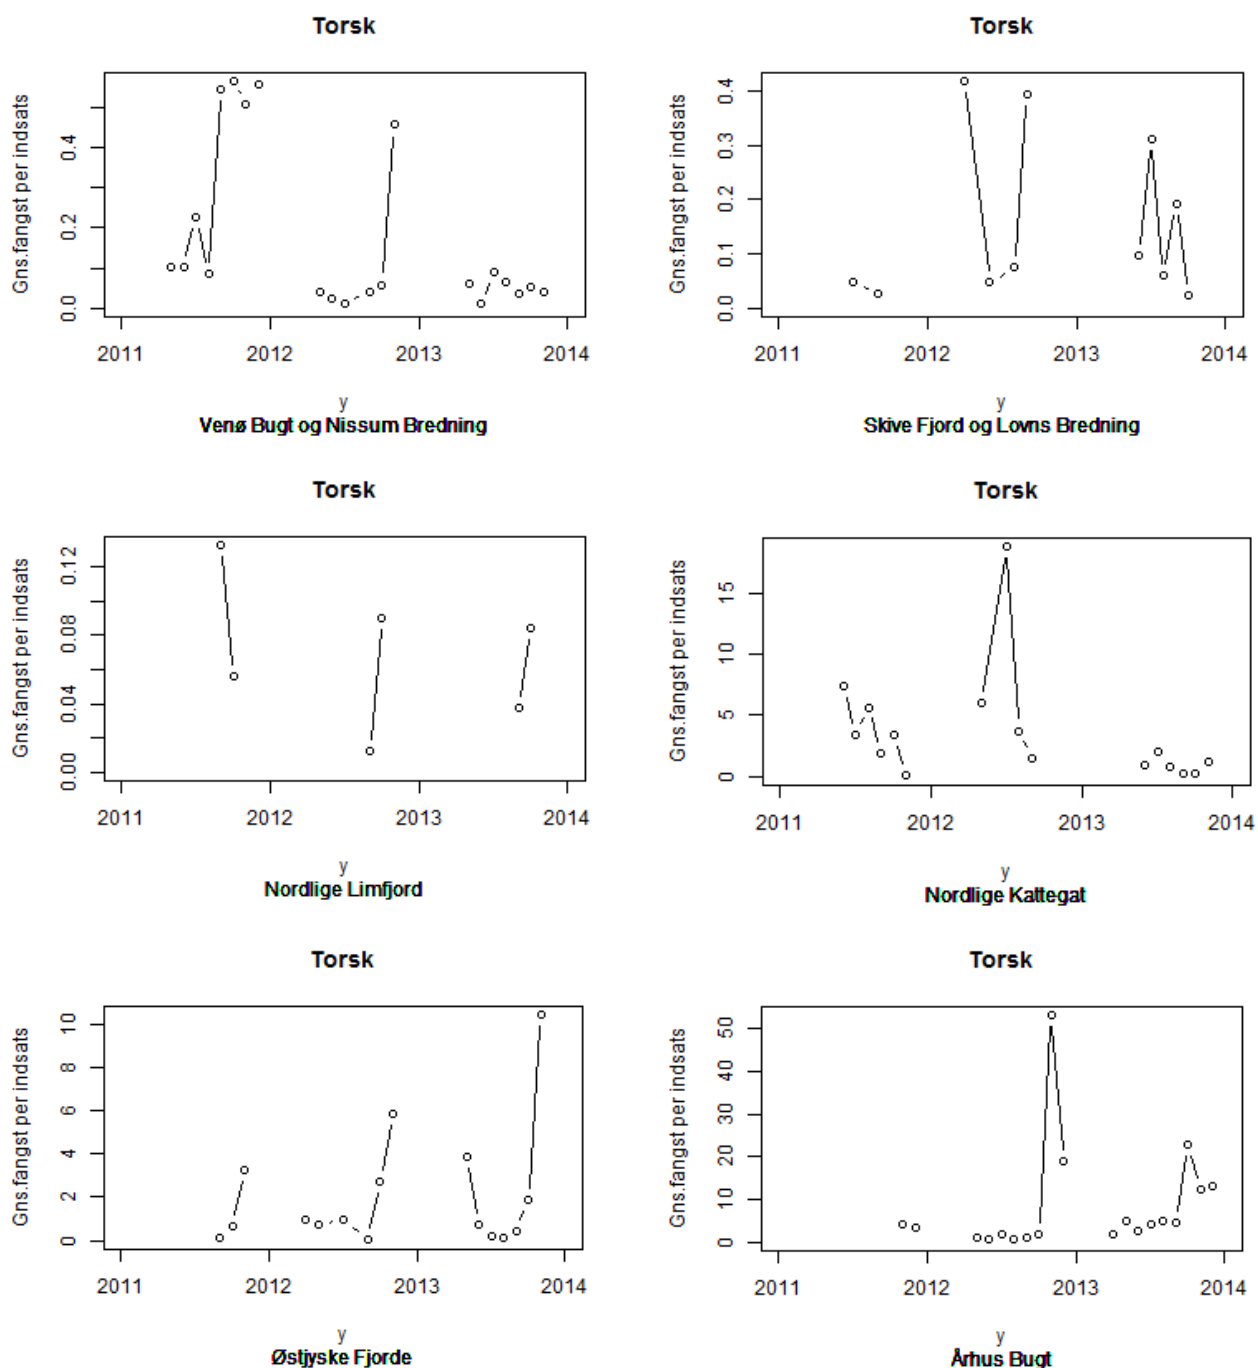 Torsk
Gns.fangst per indsats
0.0 0.2 0.4
2011 2012 2013 2014
y
Venø Bugt og Nissum Bredning
Torsk
Gns.fangst per indsats
0.0 0.1 0.2 0.3 0.4
2011 2012 2013 2014
y
Skive Fjord og Lovns Bredning
Torsk
Gns.fangst per indsats
0.00 0.04 0.08 0.12
2011 2012 2013 2014
y
Nordlige Limfjord
Torsk
Gns.fangst per indsats
0 5 10 15
2011 2012 2013 2014
y
Nordlige Kattegat
Torsk
Gns.fangst per indsats
0 2 4 6 8 10
2011 2012 2013 2014
y
Østjyske Fjorde
Torsk
Gns.fangst per indsats
0 10 20 30 40 50
2011 2012 2013 2014
y
Århus Bugt